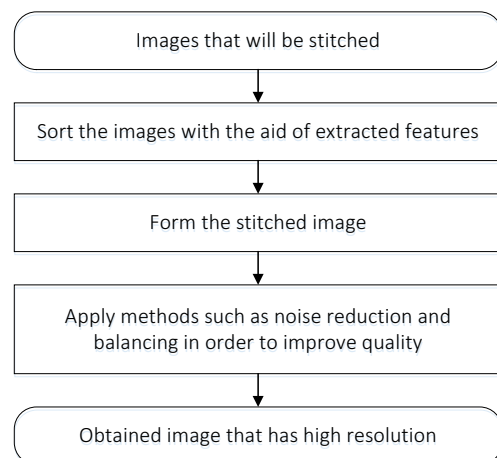 Images that will be stitched
Sort the images with the aid of extracted features
Form the stitched image
Apply methods such as noise reduction and
balancing in order to improve quality
Obtained image that has high resolution